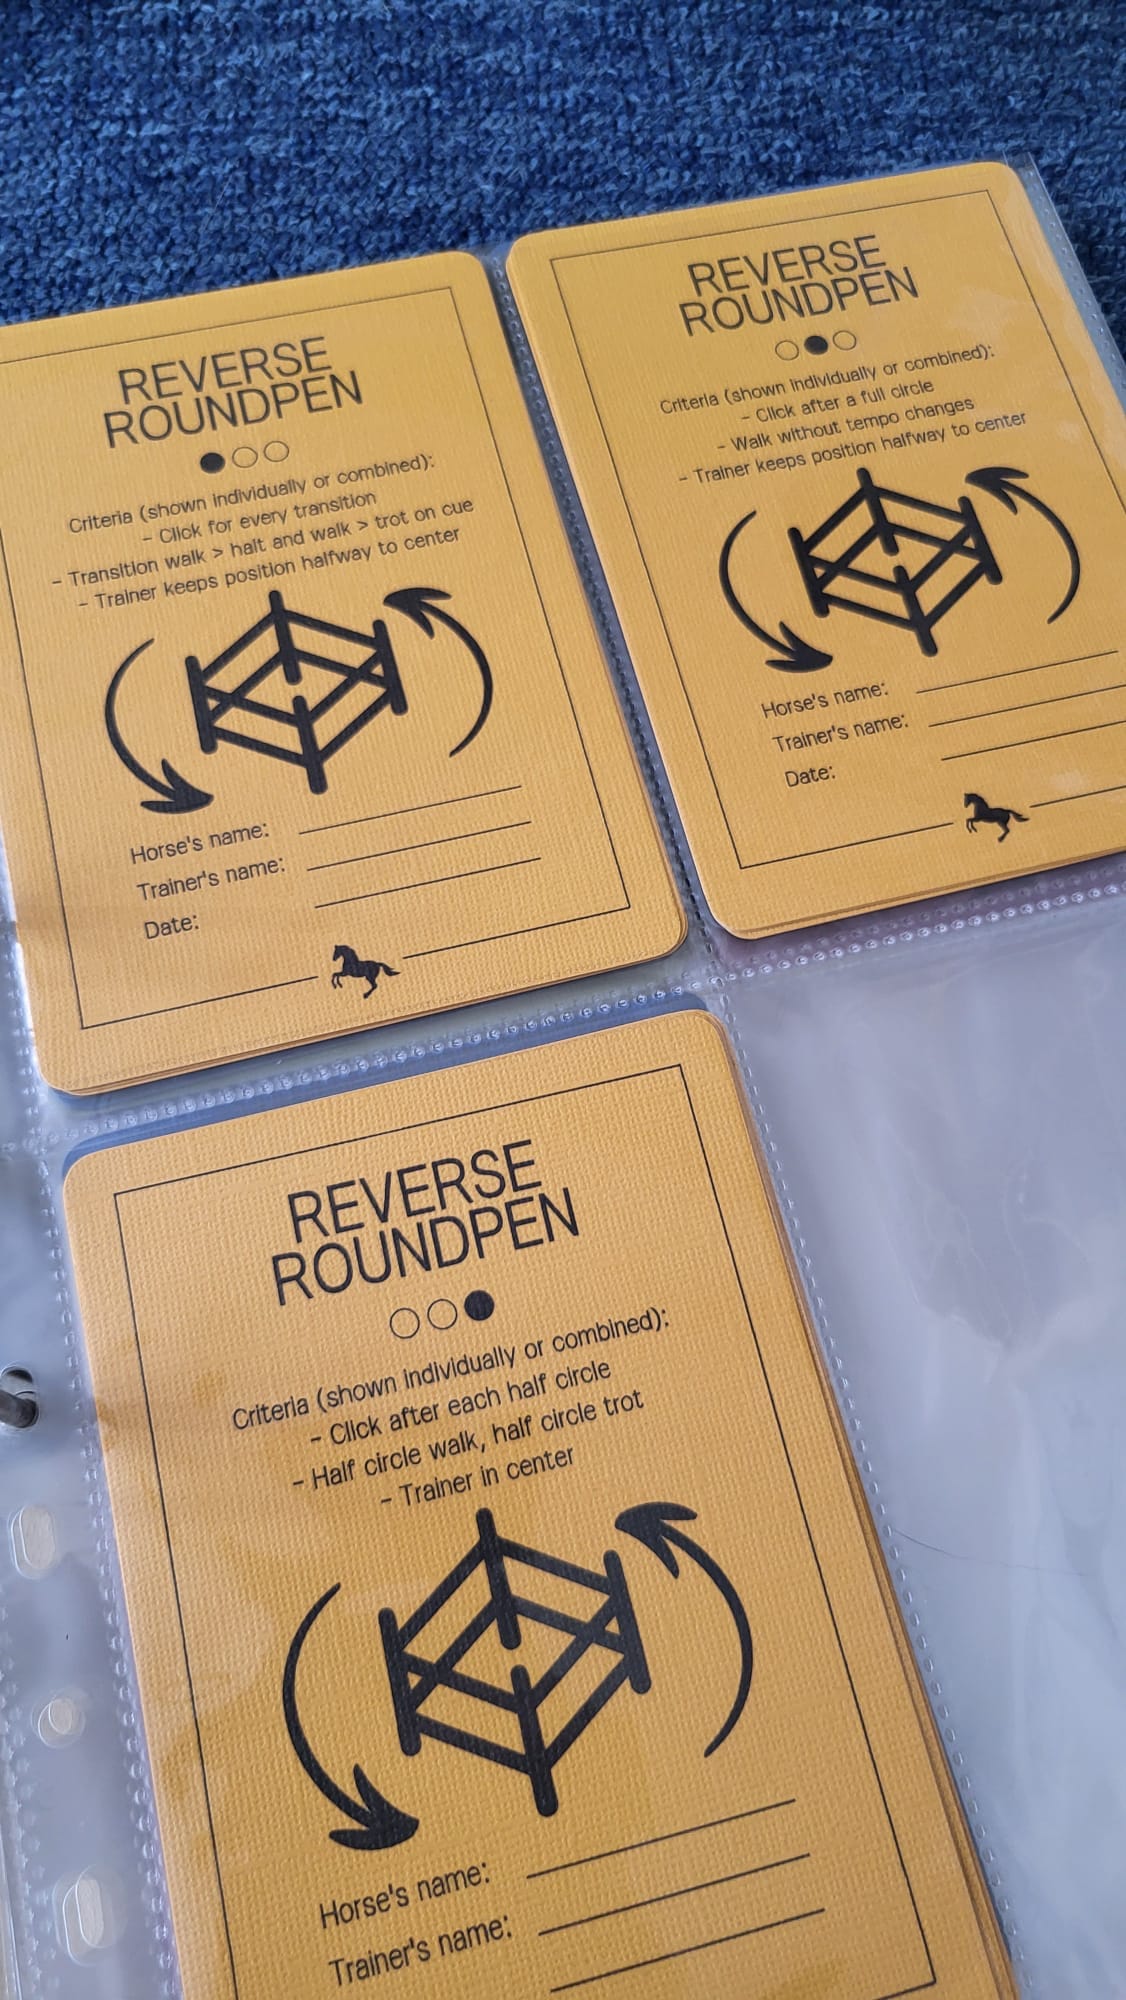 REVERSE
ROUNDPEN
Criteria (shown individually or combined):
- Click for every transition
- Transition walk > halt and walk > trot on cue
- Trainer keeps position halfway to center
Horse's name:
Trainer's name:
Date:
REVERSE
ROUNDPEN
Criteria (shown individually or combined):
- Click after a full circle
- Walk without tempo changes
- Trainer keeps position halfway to center
Horse's name:
Trainer's name:
Date:
REVERSE
ROUNDPEN
Criteria (shown individually or combined):
- Click after each half circle
- Half circle walk, half circle trot
- Trainer in center
Horse's name:
Trainer's name: